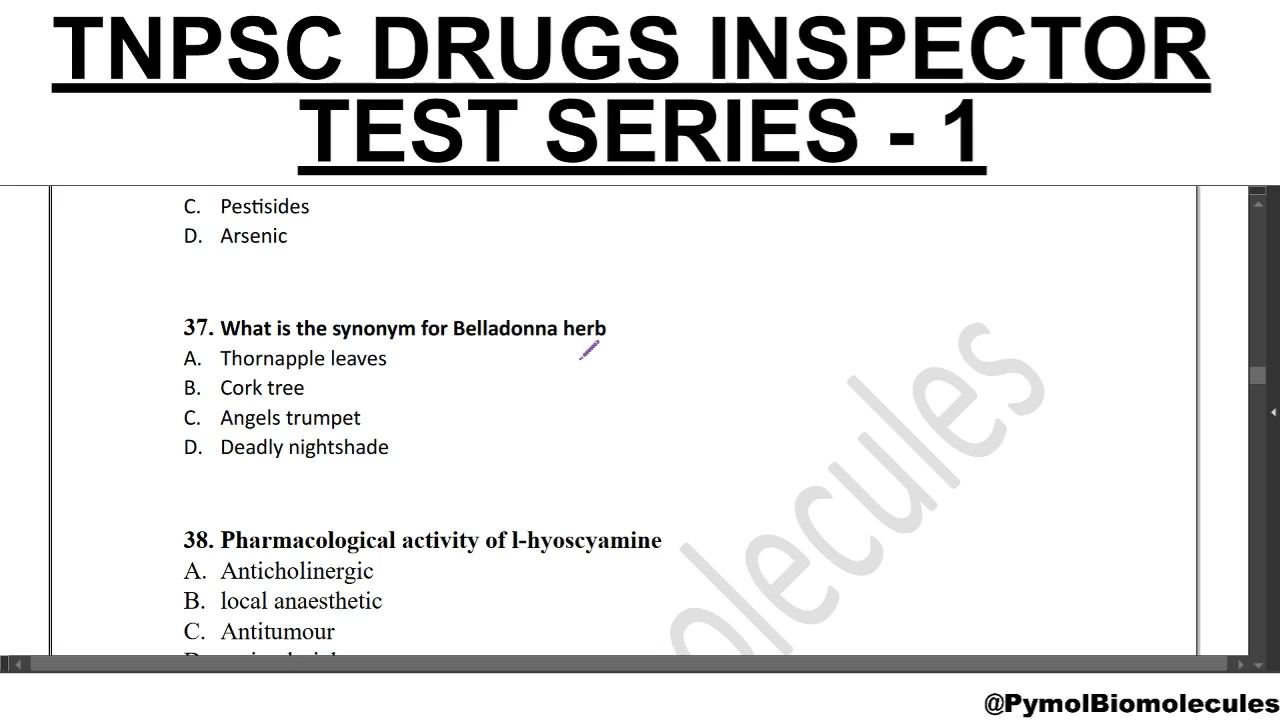 TNPSC DRUGS INSPECTOR
TEST SERIES - 1
C. Pestisides
D. Arsenic
37. What is the synonym for Belladonna herb
A. Thornapple leaves
B. Cork tree
C. Angels trumpet
D. Deadly nightshade
38. Pharmacological activity of l-hyoscyamine
A. Anticholinergic
B. local anaesthetic
C. Antitumour
olecules
@PymolBiomolecules